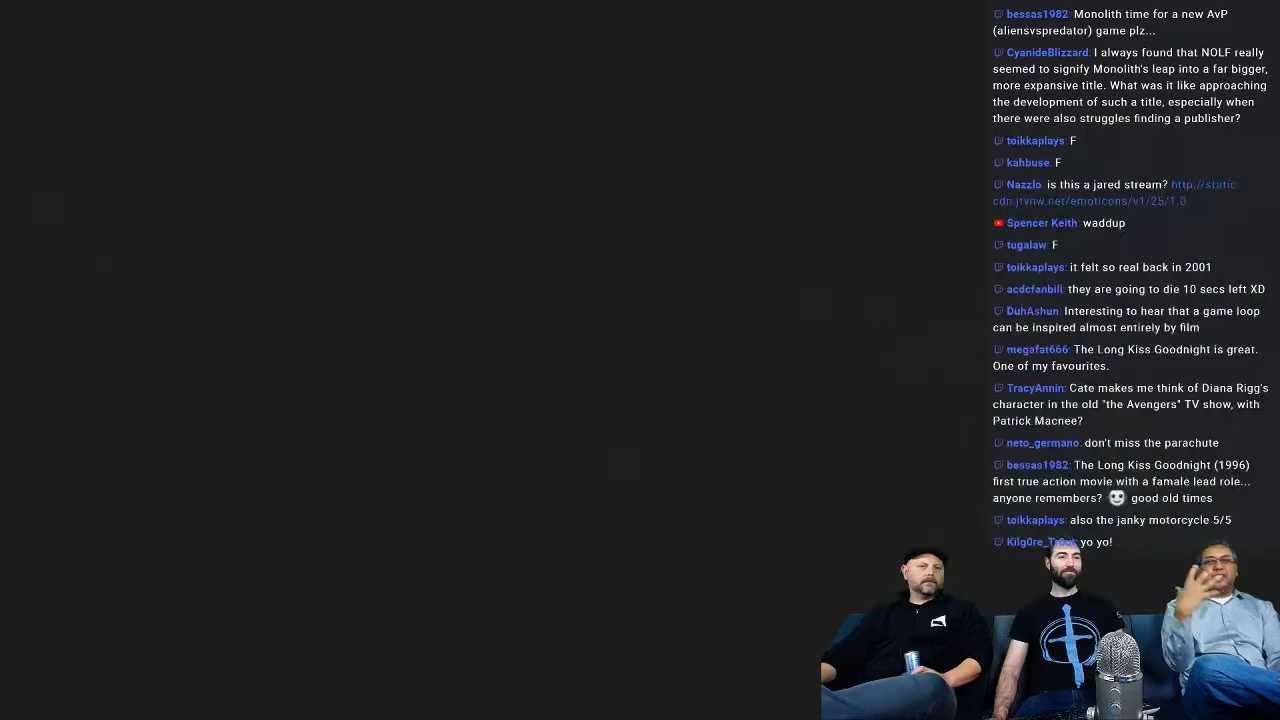 bessas1982: Monolith time for a new AvP
(aliensvspredator) game plz...
CyanideBlizzard: I always found that NOLF really
seemed to signify Monolith's leap into a far bigger,
more expansive title. What was it like approaching
the development of such a title, especially when
there were also struggles finding a publisher?
toikkaplays: F
kahbuse: F
Nazzlo: is this a jared stream? http://static
cdn.jtvnw.net/emoticons/v1/25/1.0
Spencer Keith: waddup
tugalaw: F
toikkaplays: it felt so real back in 2001
acdcfanbill: they are going to die 10 secs left XD
DuhAshun: Interesting to hear that a game loop
can be inspired almost entirely by film
megafat666: The Long Kiss Goodnight is great.
One of my favourites.
TracyAnnin: Cate makes me think of Diana Rigg's
character in the old "the Avengers" TV show, with
Patrick Macnee?
neto_germano: don't miss the parachute
bessas1982: The Long Kiss Goodnight (1996)
first true action movie with a famale lead role...
anyone remembers? good old times
toikkaplays: also the janky motorcycle 5/5
yo yo!